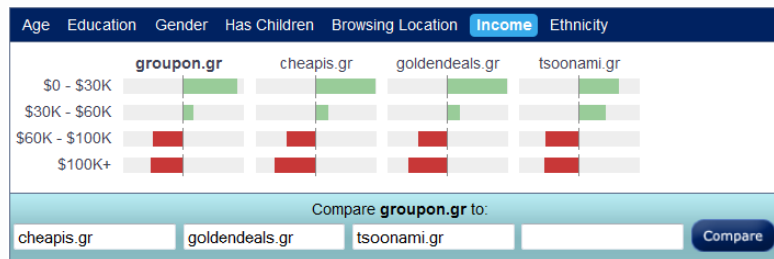 Age Education Gender Has Children Browsing Location Income Ethnicity
groupon.gr cheapis.gr goldendeals.gr tsoonami.gr
$0 - $30K
$30K - $60K
$60K - $100K
$100K+
Compare groupon.gr to:
cheapis.gr goldendeals.gr tsoonami.gr Compare